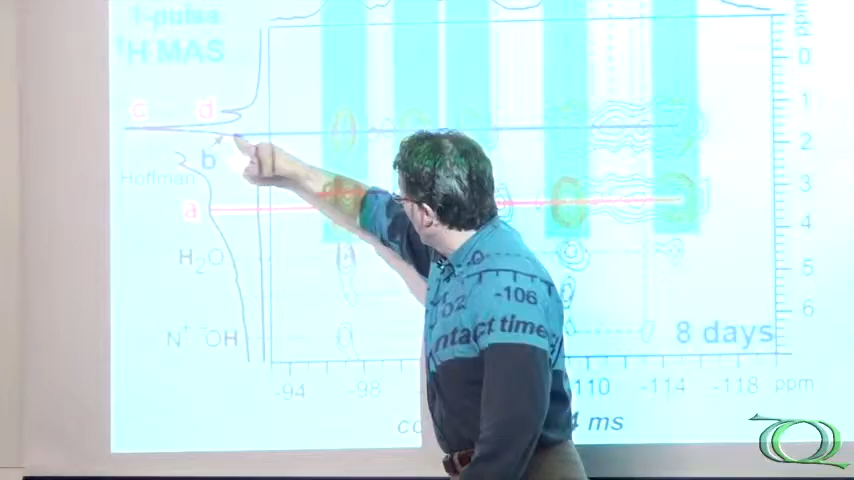 1-pulse
¹H MAS
c d
b
Hoffman
a
H₂O
N⁺ OH
ppm
0
1
2
3
4
5
6
8 days
-94 -98 110 -114 -118 ppm
-106
ntact time
4 ms